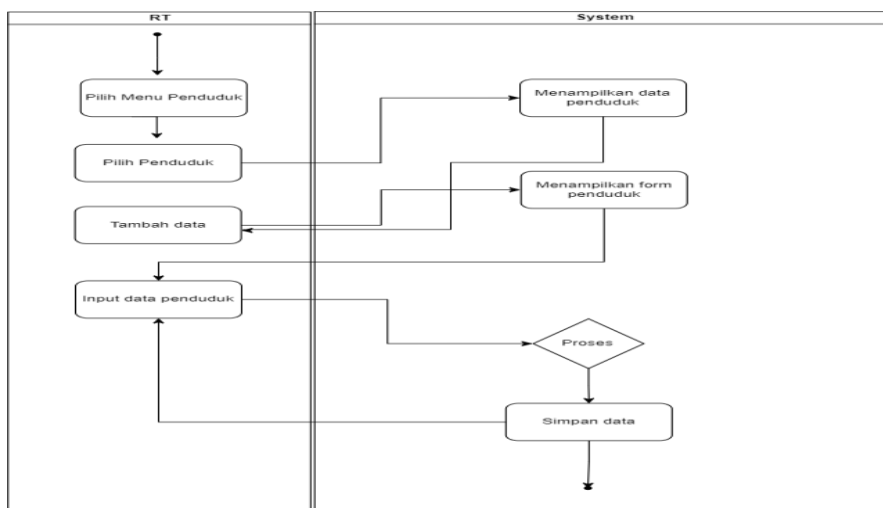 RT
System
Pilih Menu Penduduk
Menampilkan data
penduduk
Pilih Penduduk
Menampilkan form
penduduk
Tambah data
Input data penduduk
Proses
Simpan data